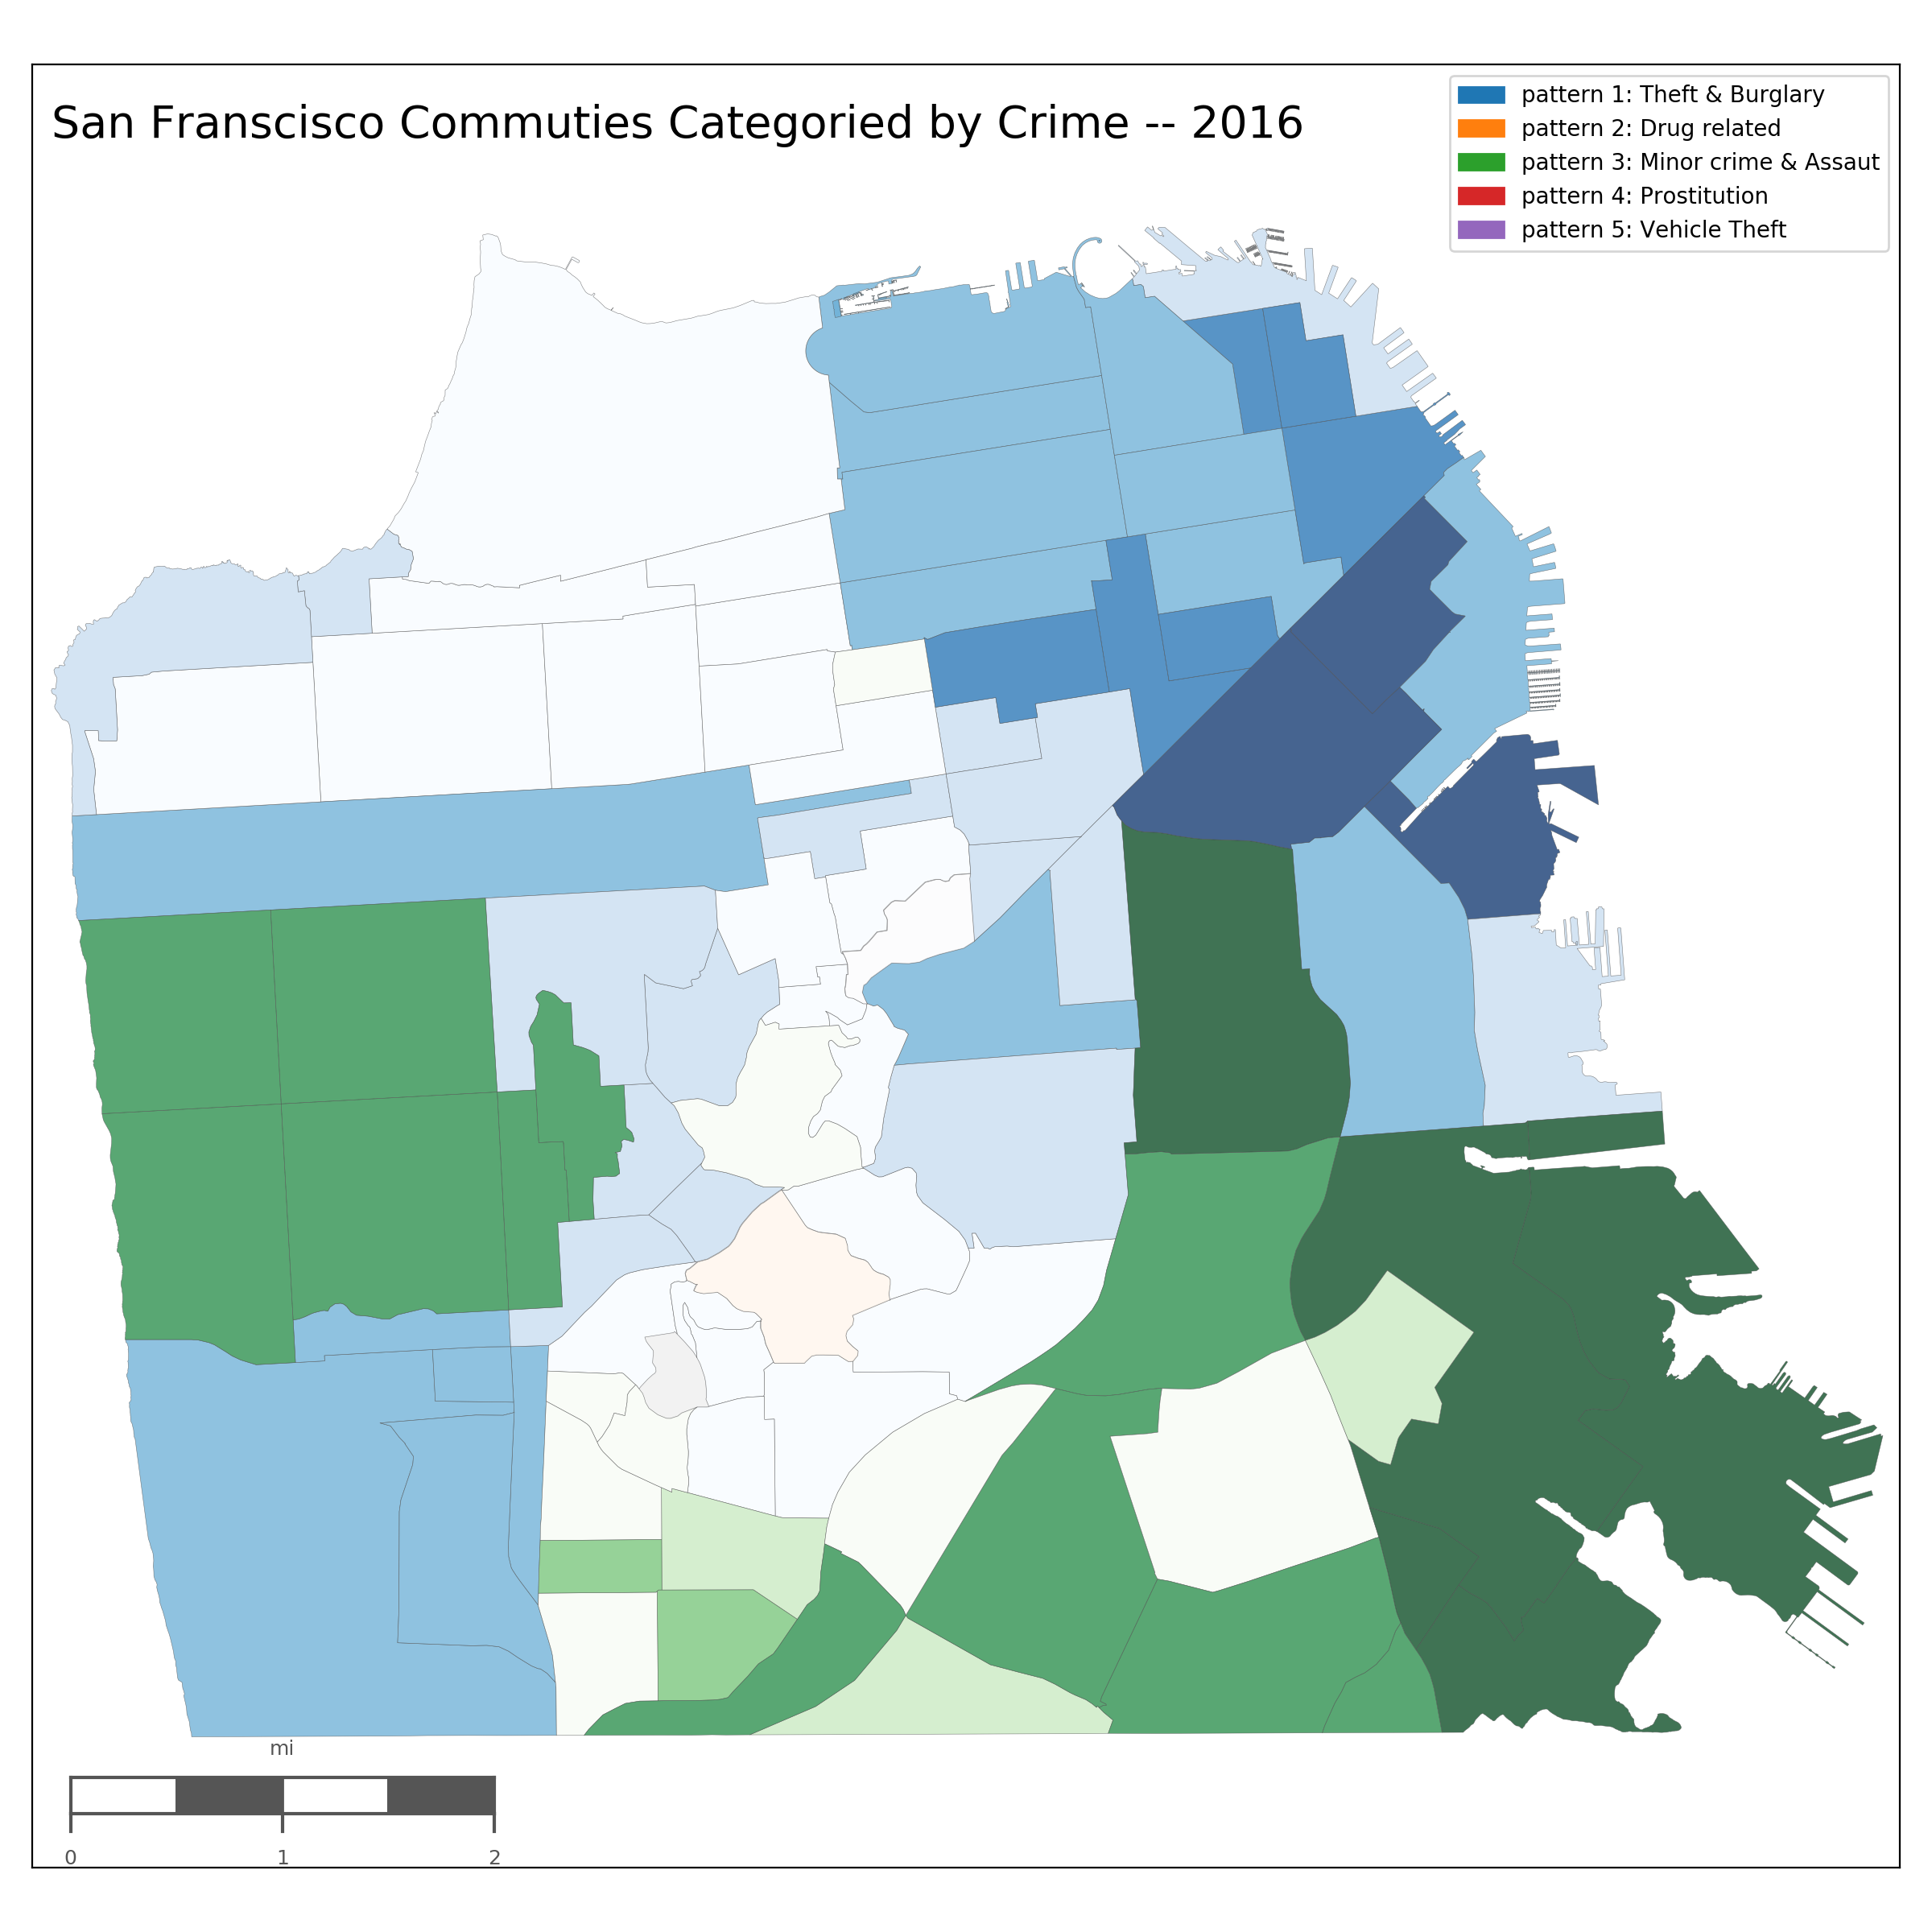 San Franscisco Commuties Categoried by Crime -- 2016
pattern 1: Theft & Burglary
pattern 2: Drug related
pattern 3: Minor crime & Assaut
pattern 4: Prostitution
pattern 5: Vehicle Theft
mi
0 1 2